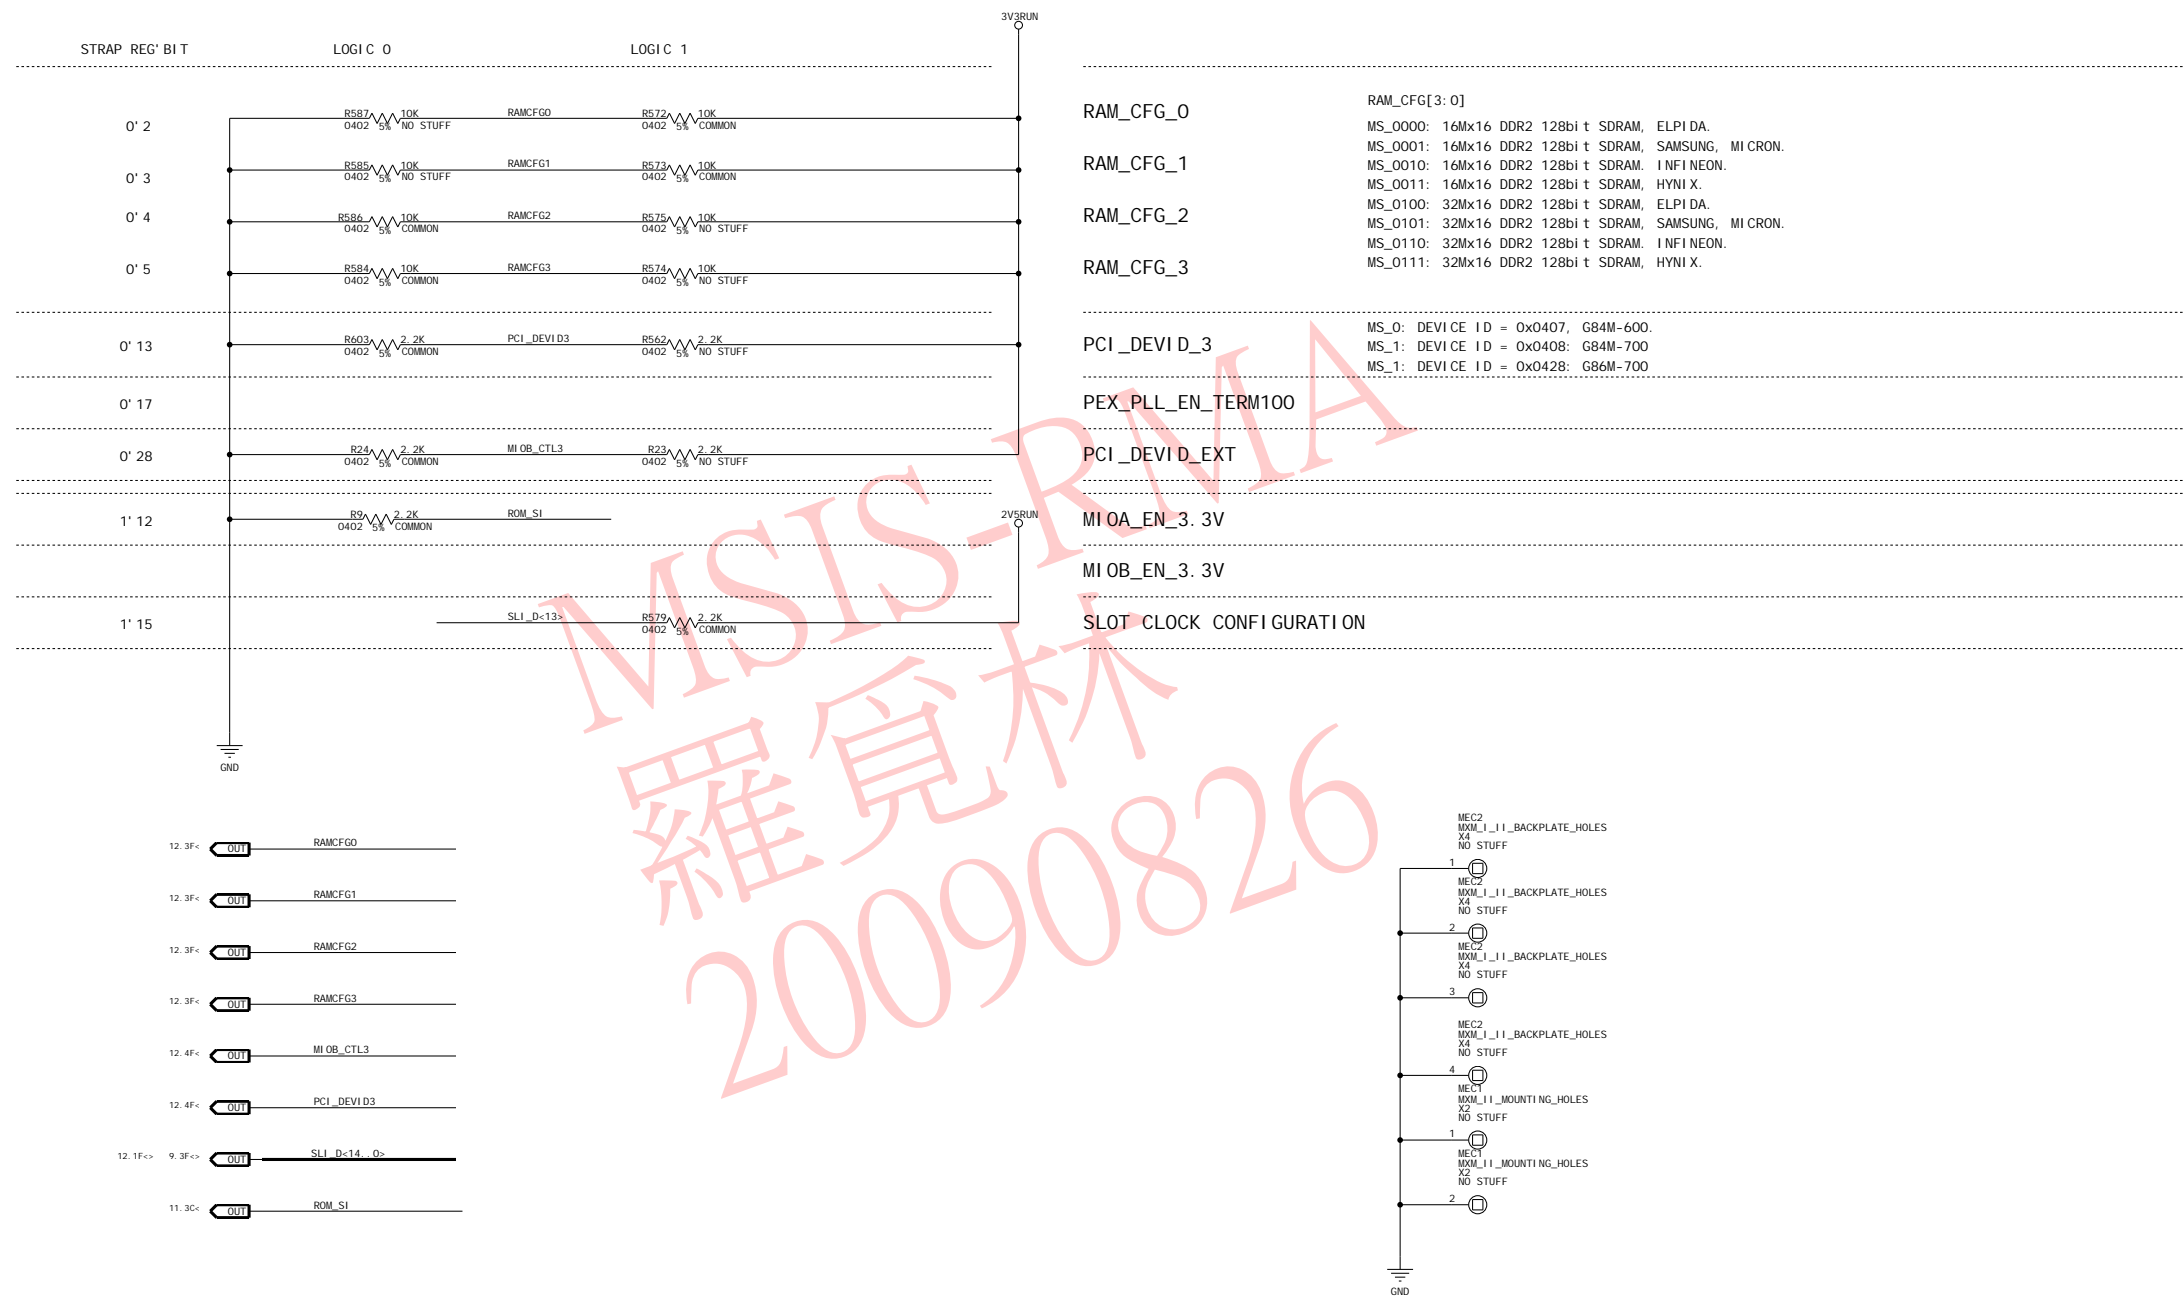 3V3RUN
STRAP REG'BIT LOGIC 0 LOGIC 1
0'2 R587 10K 0402 5% NO STUFF RAMCFG0 R572 10K 0402 5% COMMON
0'3 R585 10K 0402 5% NO STUFF RAMCFG1 R573 10K 0402 5% COMMON
0'4 R586 10K 0402 5% COMMON RAMCFG2 R575 10K 0402 5% NO STUFF
0'5 R584 10K 0402 5% COMMON RAMCFG3 R574 10K 0402 5% NO STUFF
0'13 R603 2.2K 0402 5% COMMON PCI_DEVID3 R562 2.2K 0402 5% NO STUFF
0'17
0'28 R24 2.2K 0402 5% COMMON MIOB_CTL3 R23 2.2K 0402 5% NO STUFF
1'12 R9 2.2K 0402 5% COMMON ROM_SI
2V5RUN
1'15 SLI_D<13> R579 2.2K 0402 5% COMMON
GND
RAM_CFG_0
RAM_CFG_1
RAM_CFG_2
RAM_CFG_3
RAM_CFG[3:0]
MS_0000: 16Mx16 DDR2 128bit SDRAM, ELPIDA.
MS_0001: 16Mx16 DDR2 128bit SDRAM, SAMSUNG, MICRON.
MS_0010: 16Mx16 DDR2 128bit SDRAM. INFINEON.
MS_0011: 16Mx16 DDR2 128bit SDRAM, HYNIX.
MS_0100: 32Mx16 DDR2 128bit SDRAM, ELPIDA.
MS_0101: 32Mx16 DDR2 128bit SDRAM, SAMSUNG, MICRON.
MS_0110: 32Mx16 DDR2 128bit SDRAM. INFINEON.
MS_0111: 32Mx16 DDR2 128bit SDRAM, HYNIX.
PCI_DEVID_3
MS_0: DEVICE ID = 0x0407, G84M-600.
MS_1: DEVICE ID = 0x0408: G84M-700
MS_1: DEVICE ID = 0x0428: G86M-700
PEX_PLL_EN_TERM100
PCI_DEVID_EXT
MIOA_EN_3.3V
MIOB_EN_3.3V
SLOT CLOCK CONFIGURATION
MSIS-RMA
羅覓林
20090826
12.3F< OUT RAMCFG0
12.3F< OUT RAMCFG1
12.3F< OUT RAMCFG2
12.3F< OUT RAMCFG3
12.4F< OUT MIOB_CTL3
12.4F< OUT PCI_DEVID3
12.1F<> 9.3F<> OUT SLI_D<14..0>
11.3C< OUT ROM_SI
MEC2
MXM_I_II_BACKPLATE_HOLES
X4
NO STUFF
1
MEC2
MXM_I_II_BACKPLATE_HOLES
X4
NO STUFF
2
MEC2
MXM_I_II_BACKPLATE_HOLES
X4
NO STUFF
3
MEC2
MXM_I_II_BACKPLATE_HOLES
X4
NO STUFF
4
MEC1
MXM_II_MOUNTING_HOLES
X2
NO STUFF
1
MEC1
MXM_II_MOUNTING_HOLES
X2
NO STUFF
2
GND